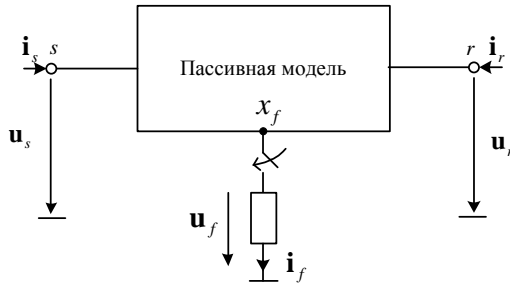 i_s s
Пассивная модель
r i_r
x_f
u_s
u_r
u_f
i_f